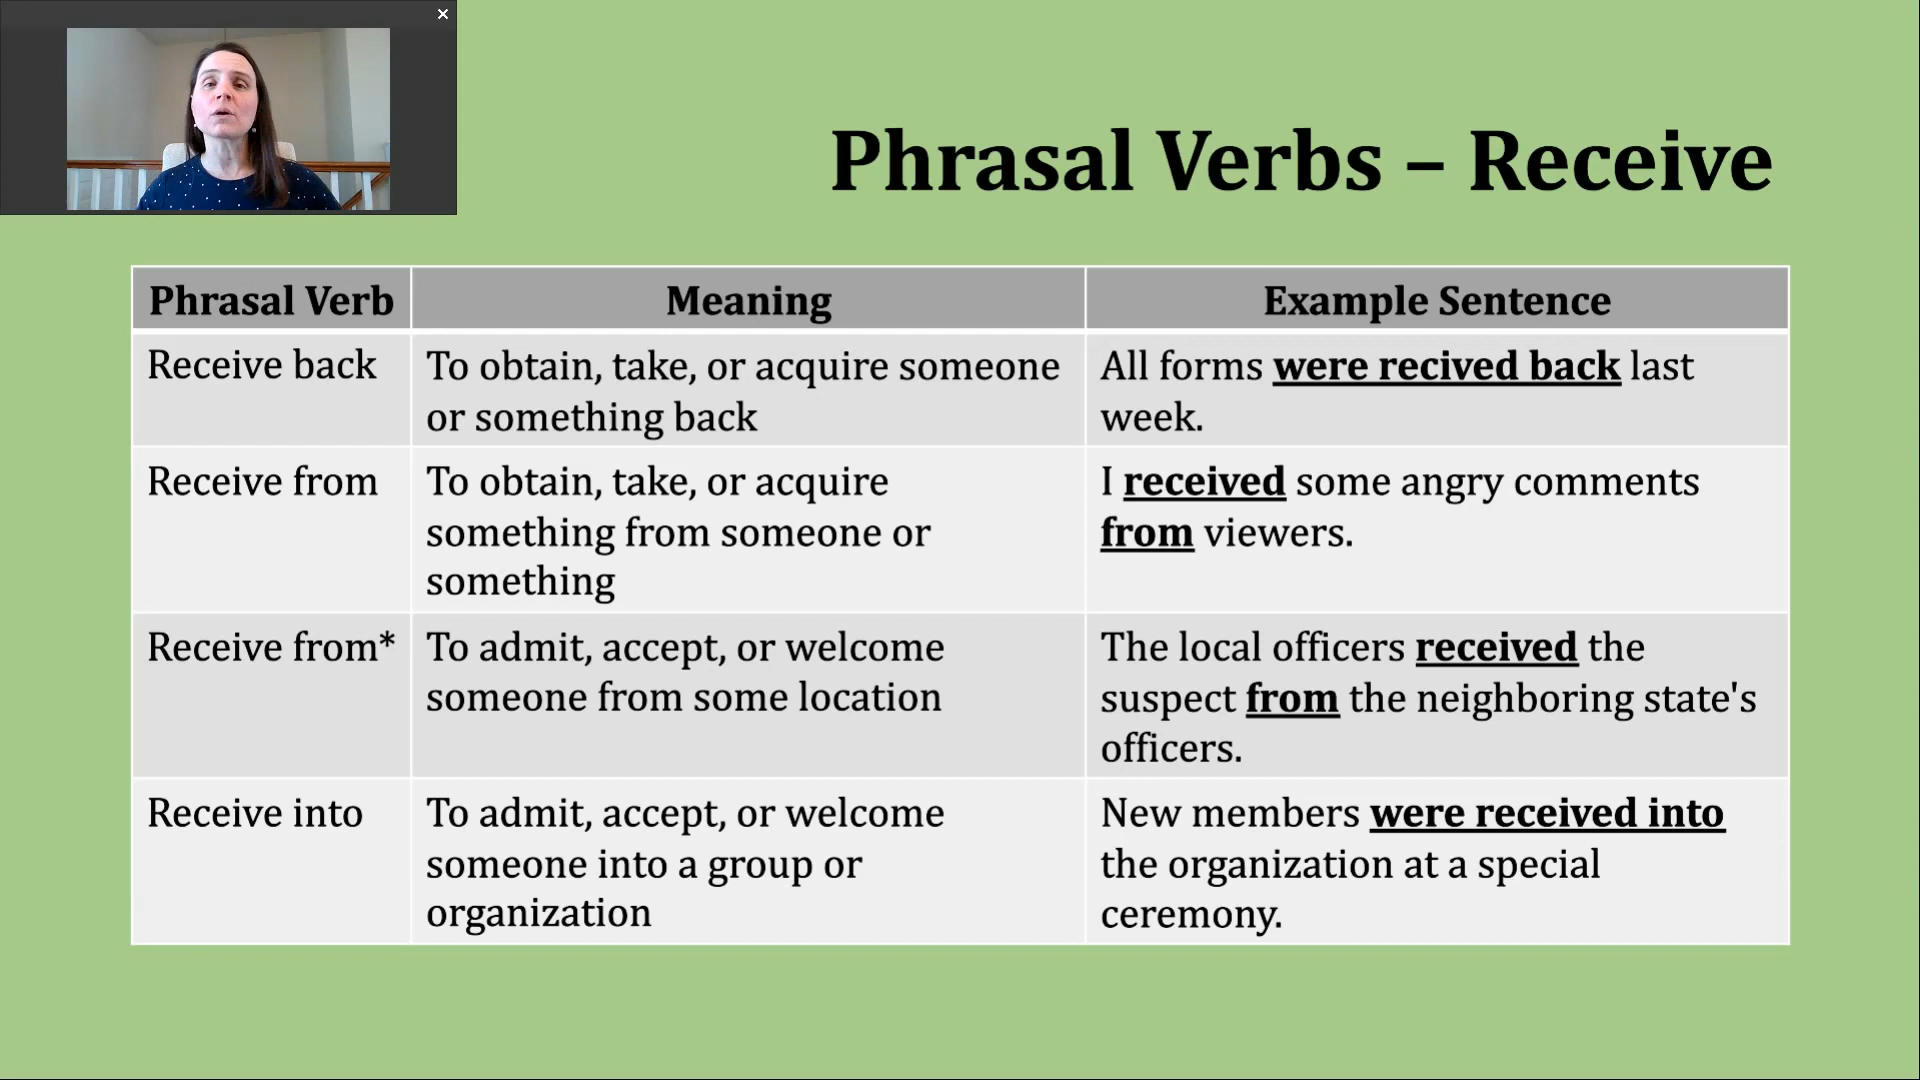 Phrasal Verbs – Receive
Phrasal Verb
Meaning
Example Sentence
Receive back
To obtain, take, or acquire someone
or something back
All forms were recived back last
week.
Receive from
To obtain, take, or acquire
something from someone or
something
I received some angry comments
from viewers.
Receive from*
To admit, accept, or welcome
someone from some location
The local officers received the
suspect from the neighboring state's
officers.
Receive into
To admit, accept, or welcome
someone into a group or
organization
New members were received into
the organization at a special
ceremony.